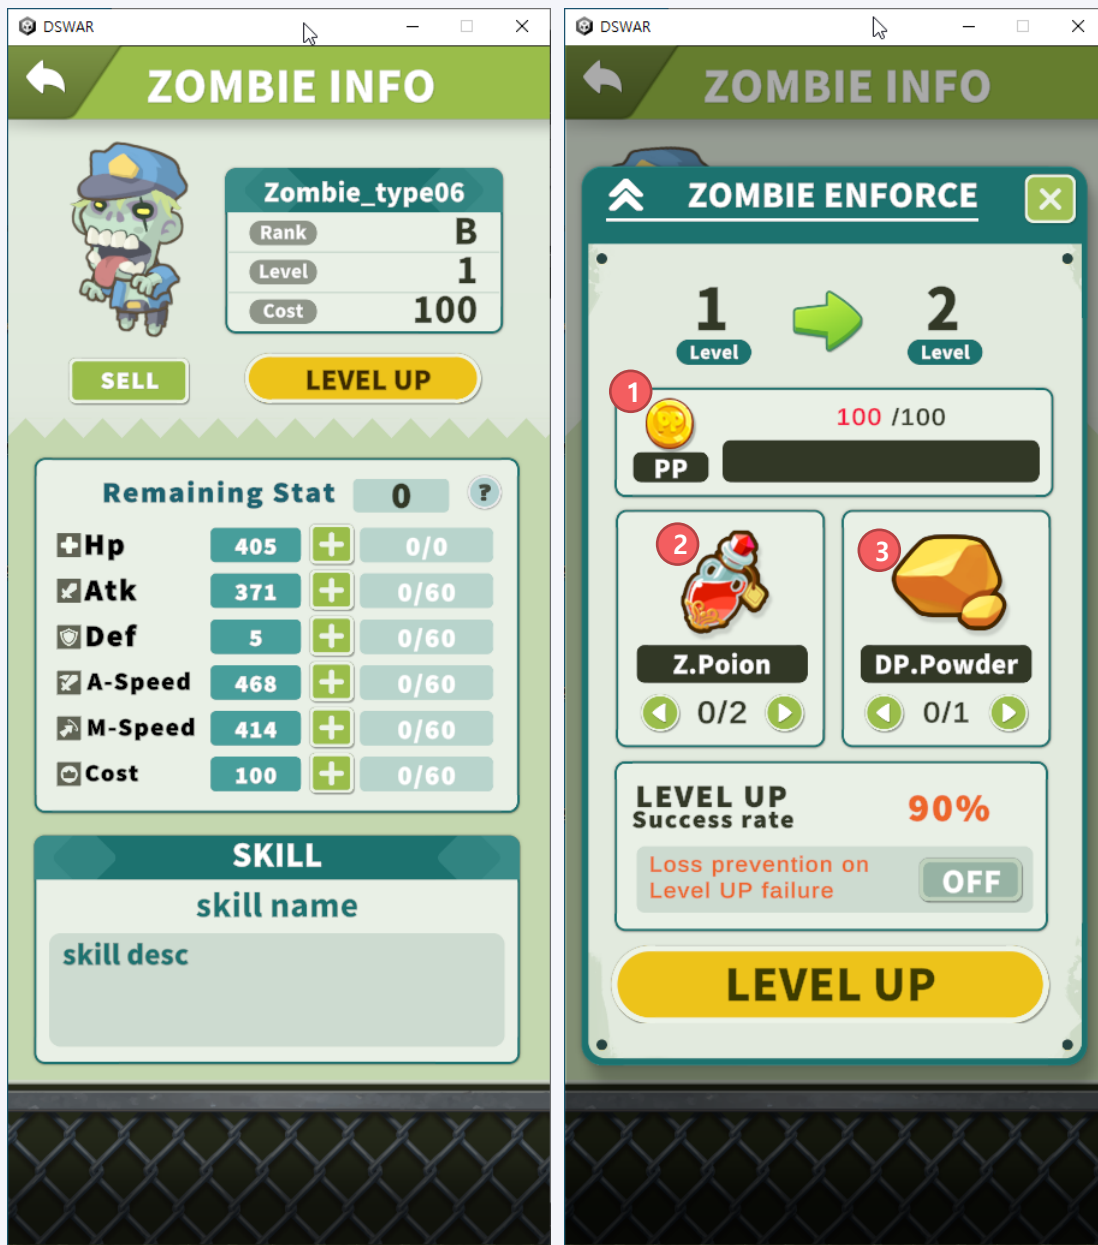 DSWAR
ZOMBIE INFO
Zombie_type06
Rank B
Level 1
Cost 100
SELL
LEVEL UP
Remaining Stat 0 ?
Hp 405 0/0
Atk 371 0/60
Def 5 0/60
A-Speed 468 0/60
M-Speed 414 0/60
Cost 100 0/60
SKILL
skill name
skill desc
DSWAR
ZOMBIE INFO
ZOMBIE ENFORCE
1 2
Level Level
1
100 /100
PP
2 3
Z.Poion DP.Powder
0/2 0/1
LEVEL UP
Success rate
90%
Loss prevention on
Level UP failure
OFF
LEVEL UP